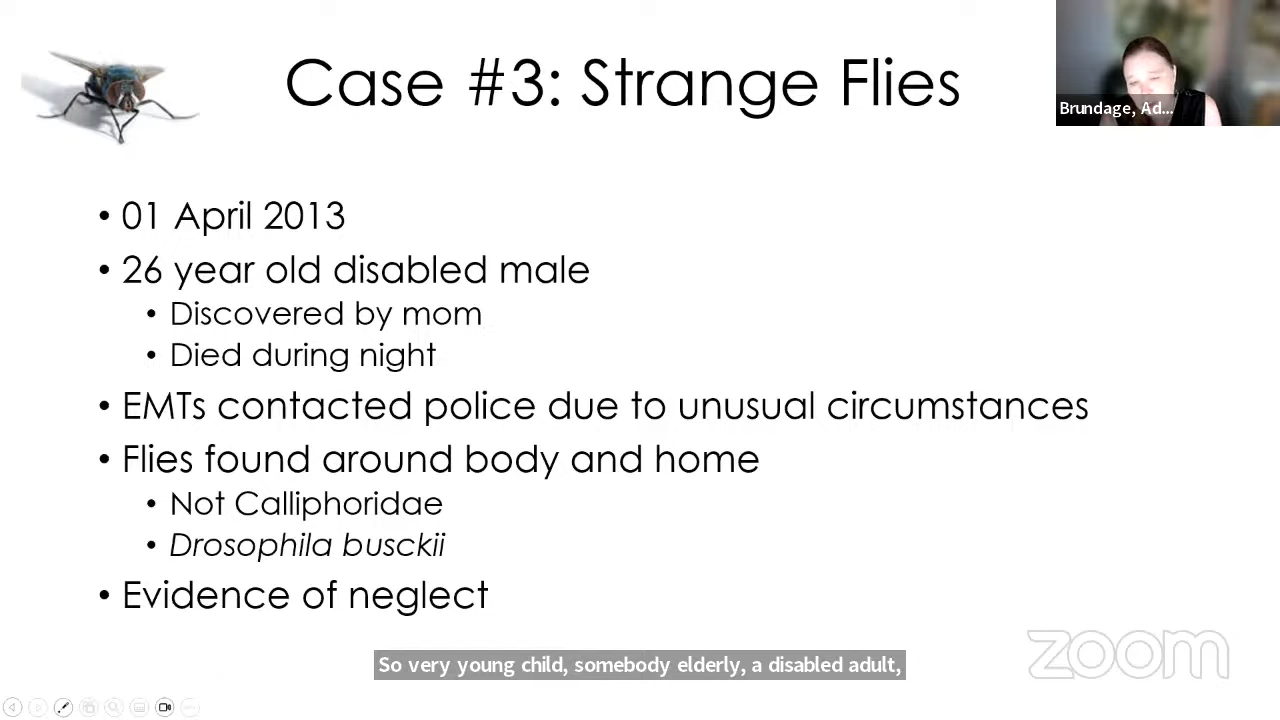 Case #3: Strange Flies
Brundage, Ad...
• 01 April 2013
• 26 year old disabled male
• Discovered by mom
• Died during night
• EMTs contacted police due to unusual circumstances
• Flies found around body and home
• Not Calliphoridae
• Drosophila busckii
• Evidence of neglect
So very young child, somebody elderly, a disabled adult,
zoom